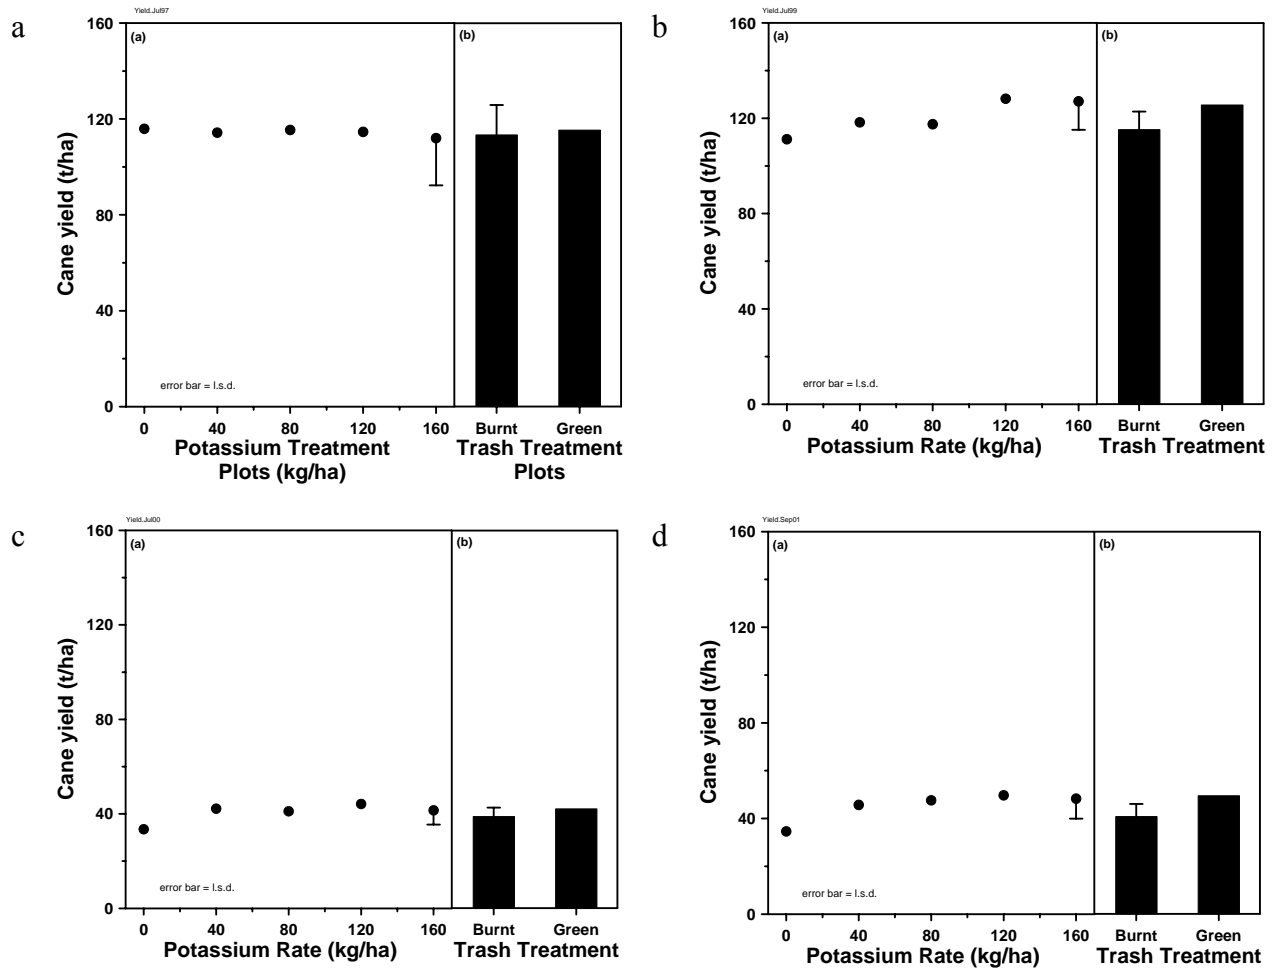 a
Yield.Jul97
160
120
80
40
0
Cane yield (t/ha)
(a)
(b)
error bar = l.s.d.
0 40 80 120 160
Burnt Green
Potassium Treatment
Plots (kg/ha)
Trash Treatment
Plots
b
Yield.Jul99
160
120
80
40
0
Cane yield (t/ha)
(a)
(b)
error bar = l.s.d.
0 40 80 120 160
Burnt Green
Potassium Rate (kg/ha)
Trash Treatment
c
Yield.Jul00
160
120
80
40
0
Cane yield (t/ha)
(a)
(b)
error bar = l.s.d.
0 40 80 120 160
Burnt Green
Potassium Rate (kg/ha)
Trash Treatment
d
Yield.Sep01
160
120
80
40
0
Cane yield (t/ha)
(a)
(b)
error bar = l.s.d.
0 40 80 120 160
Burnt Green
Potassium Rate (kg/ha)
Trash Treatment